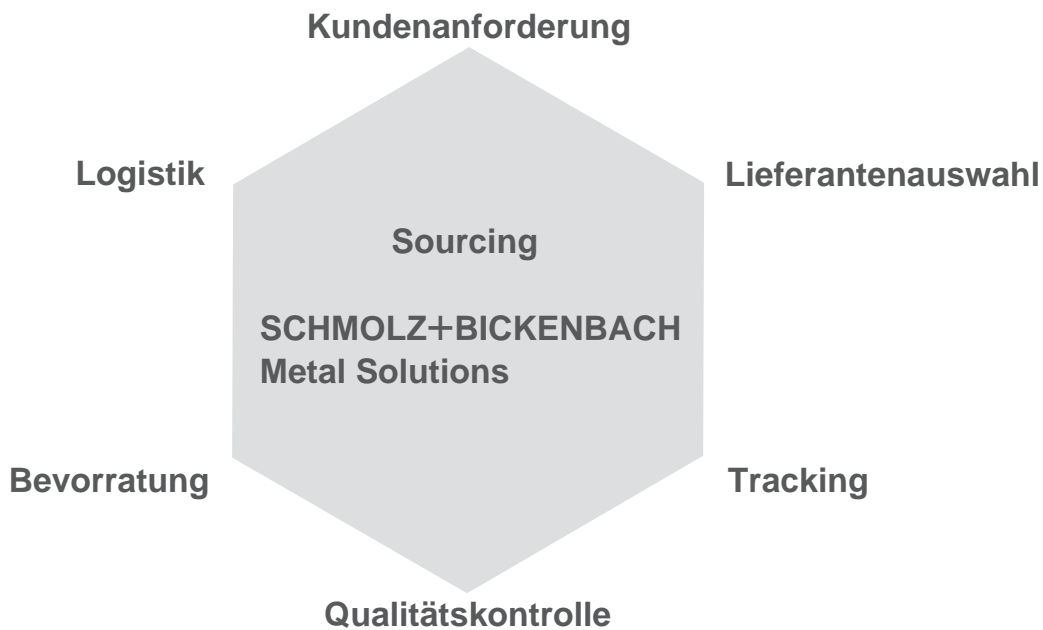 Kundenanforderung
Logistik
Lieferantenauswahl
Sourcing
SCHMOLZ+BICKENBACH
Metal Solutions
Bevorratung
Tracking
Qualitätskontrolle